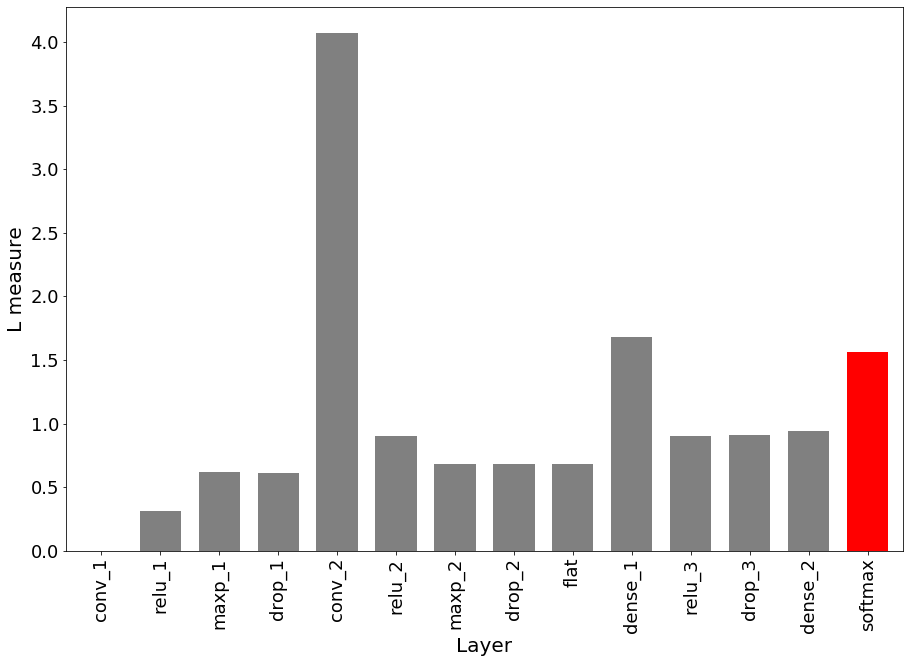 4.0
3.5
3.0
2.5
2.0
1.5
1.0
0.5
0.0
L measure
conv_1
relu_1
maxp_1
drop_1
conv_2
relu_2
maxp_2
drop_2
flat
dense_1
relu_3
drop_3
dense_2
softmax
Layer